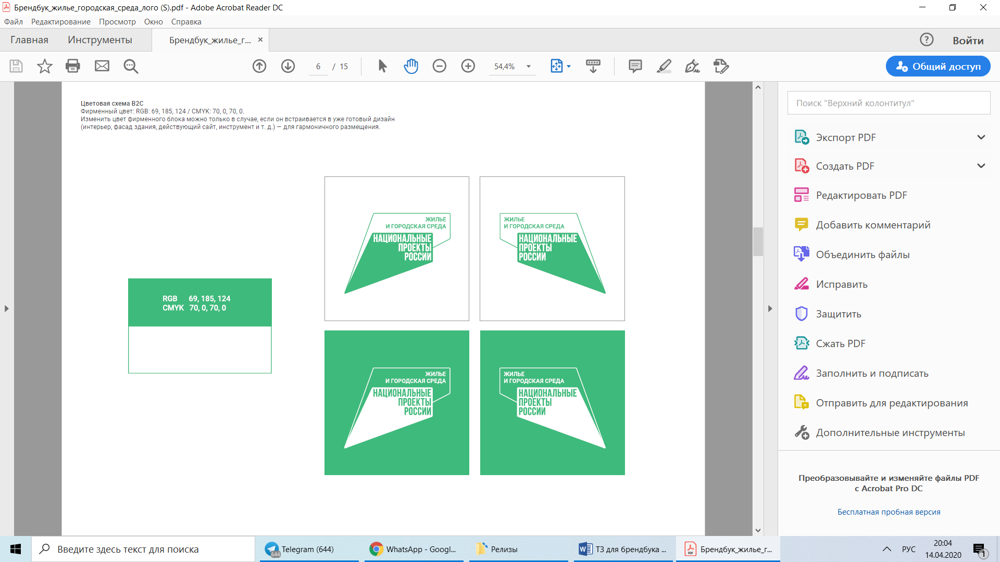 Брендбук_жилье_городская_среда_лого (S).pdf - Adobe Acrobat Reader DC
Файл Редактирование Просмотр Окно Справка
Главная Инструменты Брендбук_жилье_г... × ? Войти
6 / 15 54,4% Общий доступ
Цветовая схема B2C
Фирменный цвет: RGB: 69, 185, 124 / CMYK: 70, 0, 70, 0.
Изменить цвет фирменного блока можно только в случае, если он встраивается в уже готовый дизайн
(интерьер, фасад здания, действующий сайт, инструмент и т. д.) — для гармоничного размещения.
RGB 69, 185, 124
CMYK 70, 0, 70, 0
ЖИЛЬЕ
И ГОРОДСКАЯ СРЕДА
НАЦИОНАЛЬНЫЕ
ПРОЕКТЫ
РОССИИ
ЖИЛЬЕ
И ГОРОДСКАЯ СРЕДА
НАЦИОНАЛЬНЫЕ
ПРОЕКТЫ
РОССИИ
ЖИЛЬЕ
И ГОРОДСКАЯ СРЕДА
НАЦИОНАЛЬНЫЕ
ПРОЕКТЫ
РОССИИ
ЖИЛЬЕ
И ГОРОДСКАЯ СРЕДА
НАЦИОНАЛЬНЫЕ
ПРОЕКТЫ
РОССИИ
Поиск "Верхний колонтитул"
Экспорт PDF
Создать PDF
Редактировать PDF
Добавить комментарий
Объединить файлы
Исправить
Защитить
Сжать PDF
Заполнить и подписать
Отправить для редактирования
Дополнительные инструменты
Преобразовывайте и изменяйте файлы PDF
с Acrobat Pro DC
Бесплатная пробная версия
Введите здесь текст для поиска
644 Telegram (644)
WhatsApp - Googl...
Релизы
ТЗ для брендбука ...
Брендбук_жилье_г...
РУС
20:04
14.04.2020
1